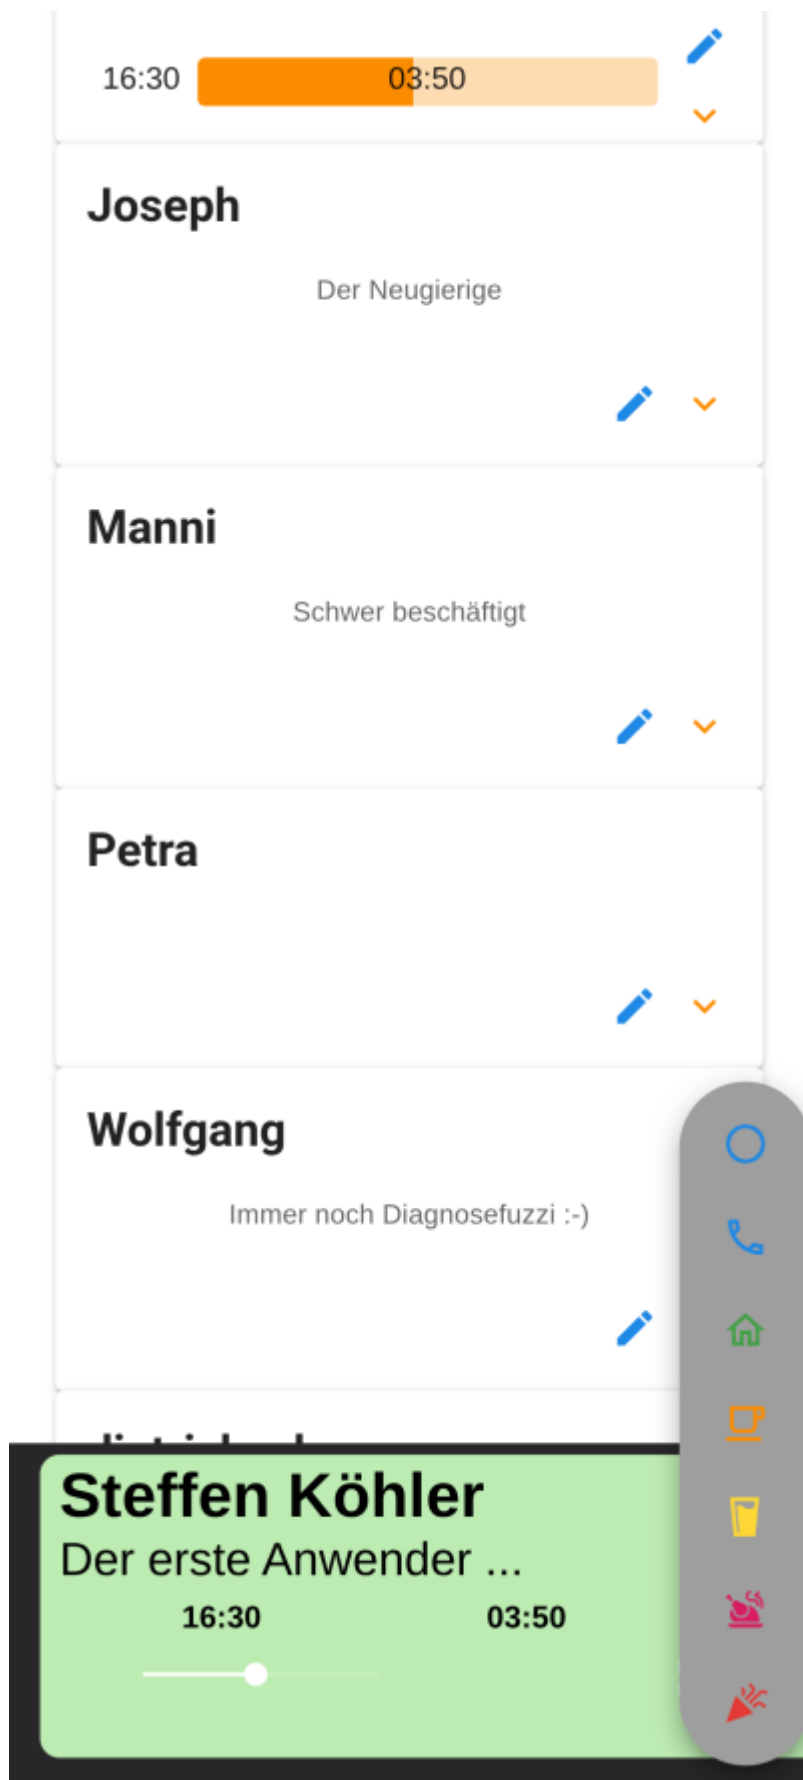 16:30 03:50
Joseph
Der Neugierige
Manni
Schwer beschäftigt
Petra
Wolfgang
Immer noch Diagnosefuzzi :-)
Steffen Köhler
Der erste Anwender ...
16:30 03:50